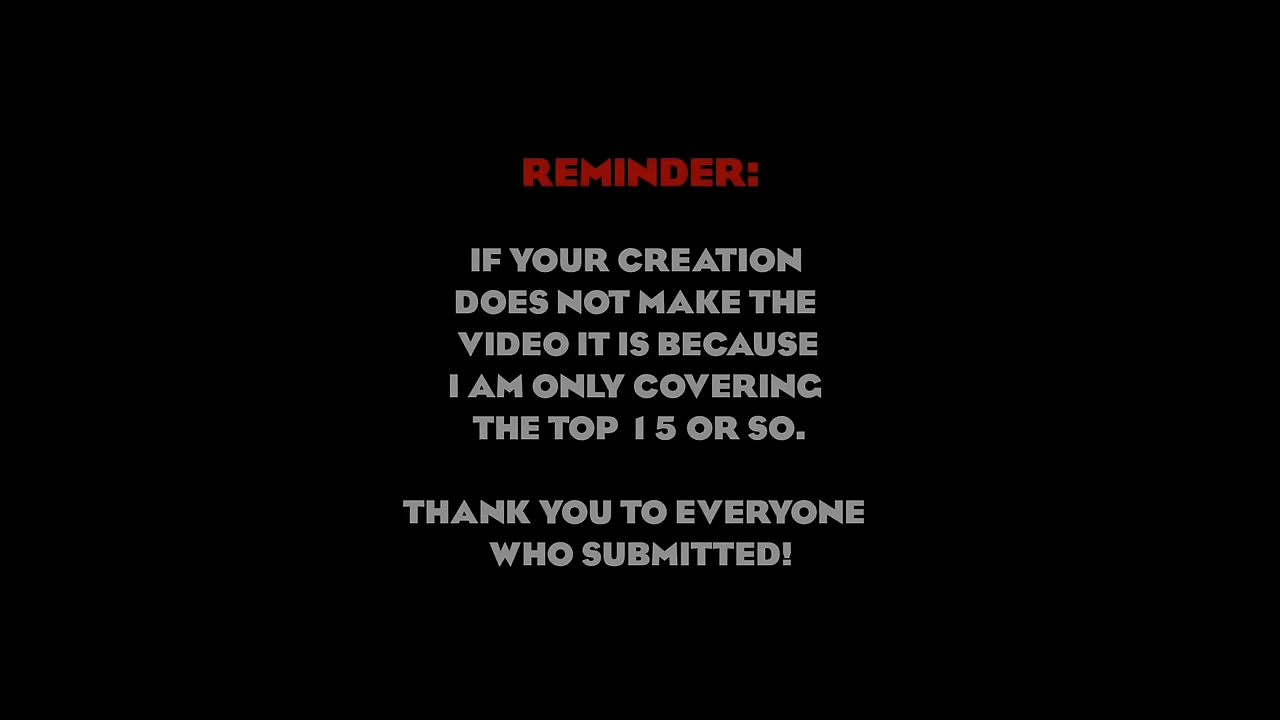 REMINDER:
IF YOUR CREATION
DOES NOT MAKE THE
VIDEO IT IS BECAUSE
I AM ONLY COVERING
THE TOP 15 OR SO.
THANK YOU TO EVERYONE
WHO SUBMITTED!